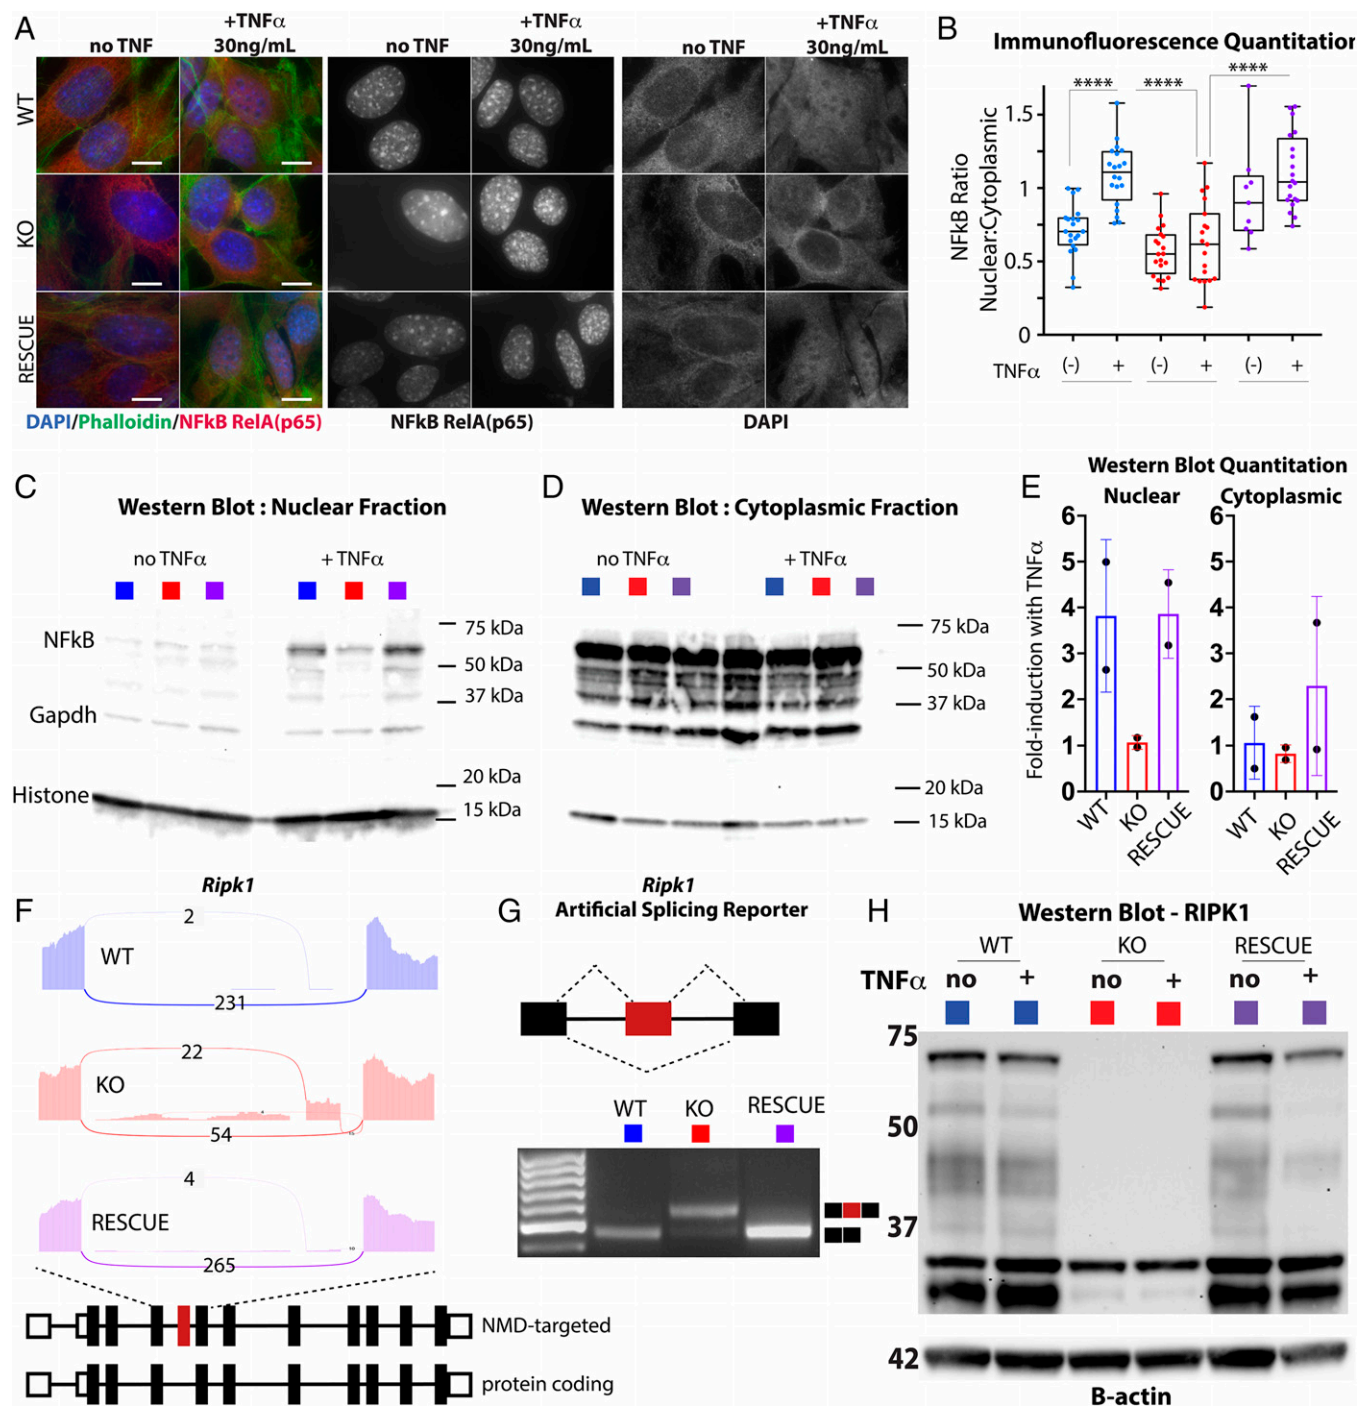 A
no TNF
+TNFα
30ng/mL
no TNF
+TNFα
30ng/mL
no TNF
+TNFα
30ng/mL
WT
KO
RESCUE
DAPI/Phalloidin/NFkB RelA(p65)
NFkB RelA(p65)
DAPI
B
Immunofluorescence Quantitation
**** **** ****
NFkB Ratio
Nuclear:Cytoplasmic
1.5
1
0.5
0
TNFα (-) + (-) + (-) +
C
Western Blot : Nuclear Fraction
no TNFα + TNFα
NFkB
Gapdh
Histone
75 kDa
50 kDa
37 kDa
20 kDa
15 kDa
D
Western Blot : Cytoplasmic Fraction
no TNFα + TNFα
75 kDa
50 kDa
37 kDa
20 kDa
15 kDa
E
Western Blot Quantitation
Nuclear Cytoplasmic
Fold-induction with TNFα
6
5
4
3
2
1
0
WT
KO
RESCUE
6
5
4
3
2
1
0
WT
KO
RESCUE
F
Ripk1
2
WT
231
22
KO
54
4
RESCUE
10
265
NMD-targeted
protein coding
G
Ripk1
Artificial Splicing Reporter
WT KO RESCUE
H
Western Blot - RIPK1
WT KO RESCUE
TNFα no + no + no +
75
50
37
42
B-actin